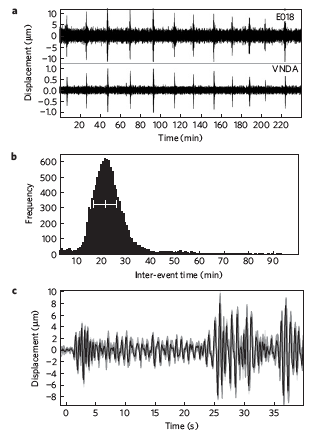 a
10
5
0
−5
−10
E018
Displacement (μm)
1.0
0.5
0.0
−0.5
−1.0
VNDA
20 40 60 80 100 120 140 160 180 200 220
Time (min)
b
600
500
400
300
200
100
0
Frequency
10 20 30 40 50 60 70 80 90
Inter-event time (min)
c
10
8
6
4
2
0
−2
−4
−6
−8
Displacement (μm)
0 5 10 15 20 25 30 35
Time (s)